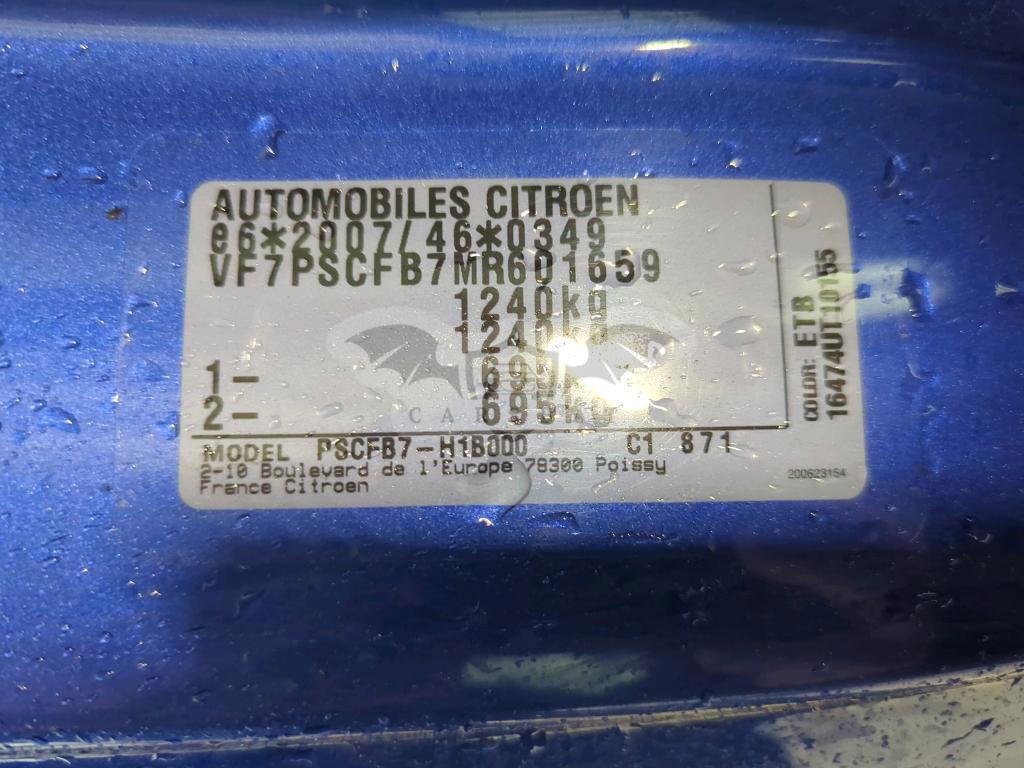 AUTOMOBILES CITROEN
e6*2007/46*0349
VF7PSCFB7MR601659
1240kg
1240kg
1-
2- 695kg
MODEL PSCFB7-H1B000 C1 871
2-10 Boulevard de l'Europe 78300 Poissy
France Citroen
200623154
COLOR: ETB
16474UT10155